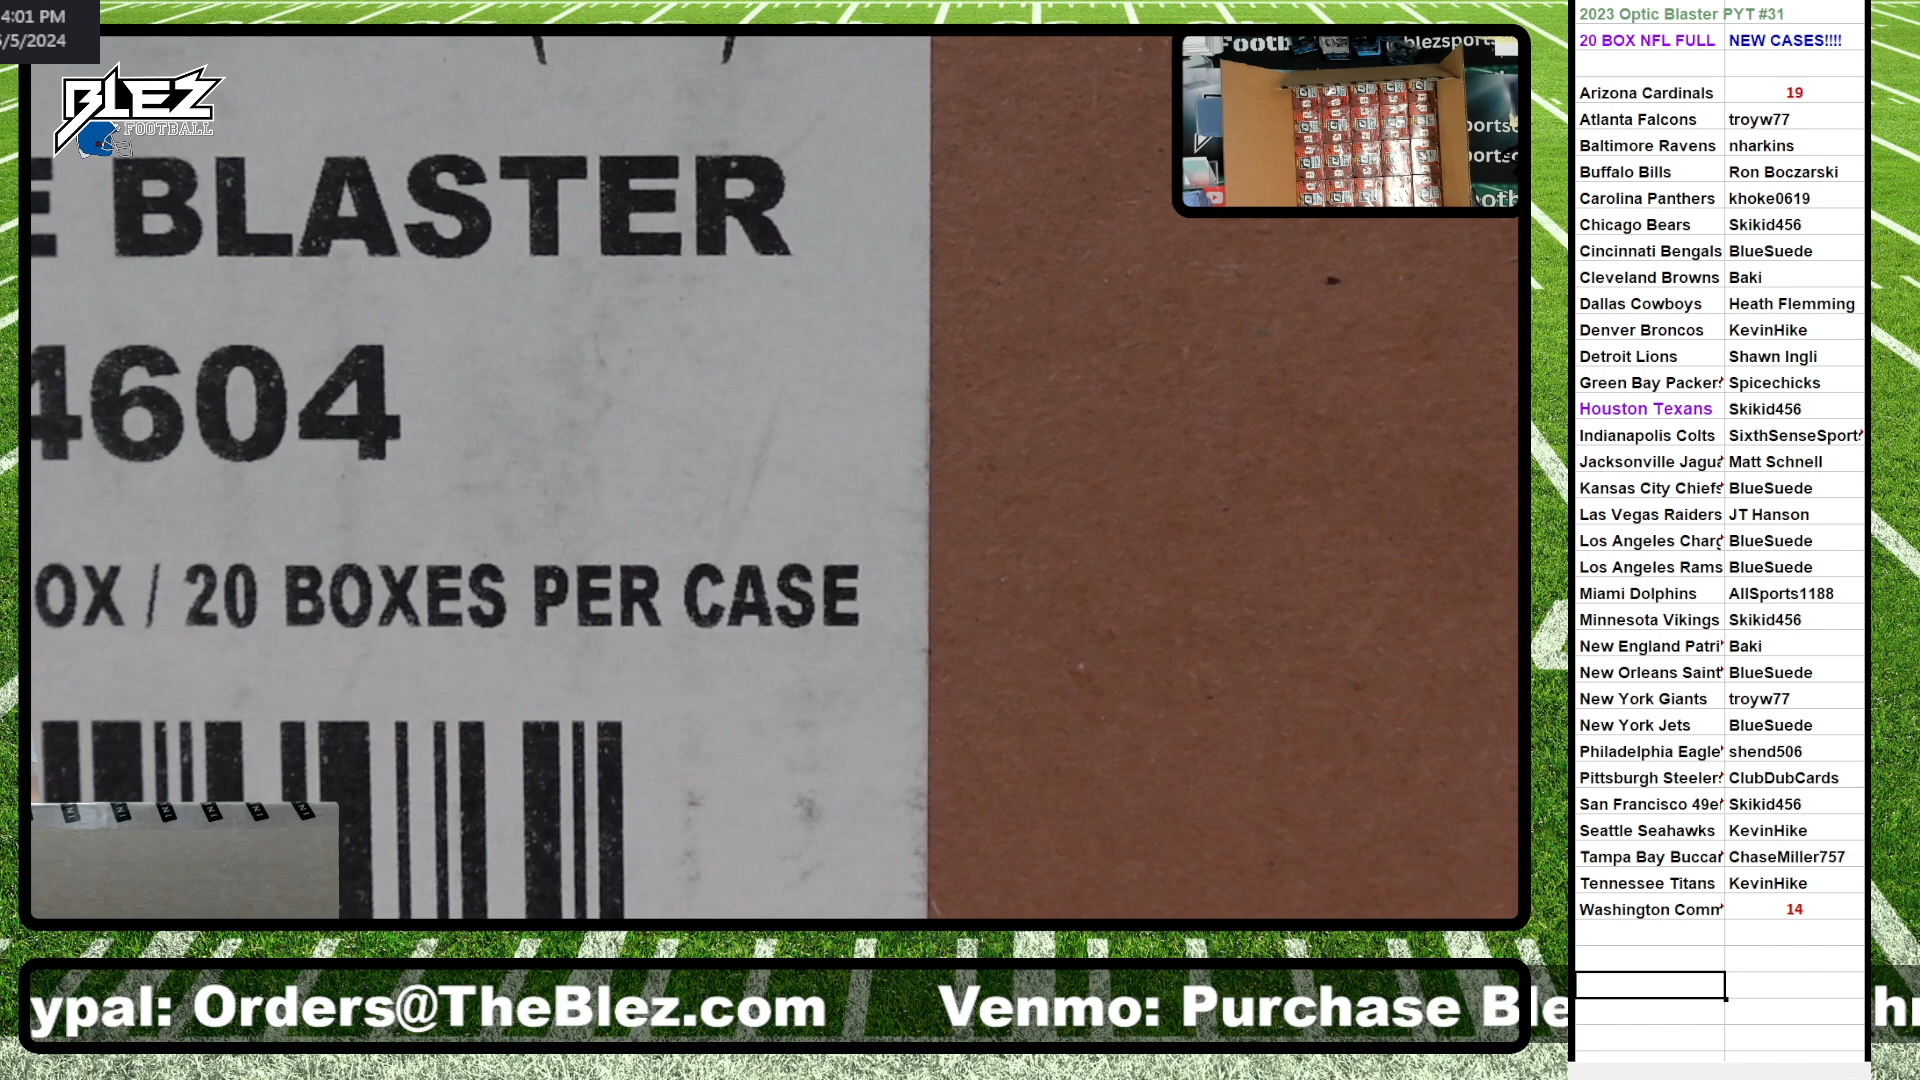 4:01 PM
/5/2024
BLEZ
FOOTBALL
BLASTER
4604
OX / 20 BOXES PER CASE
Footb
blezsports
ports
ports
ootb
2023 Optic Blaster PYT #31
20 BOX NFL FULL NEW CASES!!!!
Arizona Cardinals 19
Atlanta Falcons troyw77
Baltimore Ravens nharkins
Buffalo Bills Ron Boczarski
Carolina Panthers khoke0619
Chicago Bears Skikid456
Cincinnati Bengals BlueSuede
Cleveland Browns Baki
Dallas Cowboys Heath Flemming
Denver Broncos KevinHike
Detroit Lions Shawn Ingli
Green Bay Packer Spicechicks
Houston Texans Skikid456
Indianapolis Colts SixthSenseSport
Jacksonville Jagua Matt Schnell
Kansas City Chiefs BlueSuede
Las Vegas Raiders JT Hanson
Los Angeles Charg BlueSuede
Los Angeles Rams BlueSuede
Miami Dolphins AllSports1188
Minnesota Vikings Skikid456
New England Patri Baki
New Orleans Saint BlueSuede
New York Giants troyw77
New York Jets BlueSuede
Philadelphia Eagle shend506
Pittsburgh Steeler ClubDubCards
San Francisco 49e Skikid456
Seattle Seahawks KevinHike
Tampa Bay Buccan ChaseMiller757
Tennessee Titans KevinHike
Washington Comm 14
ypal: Orders@TheBlez.com Venmo: Purchase Ble